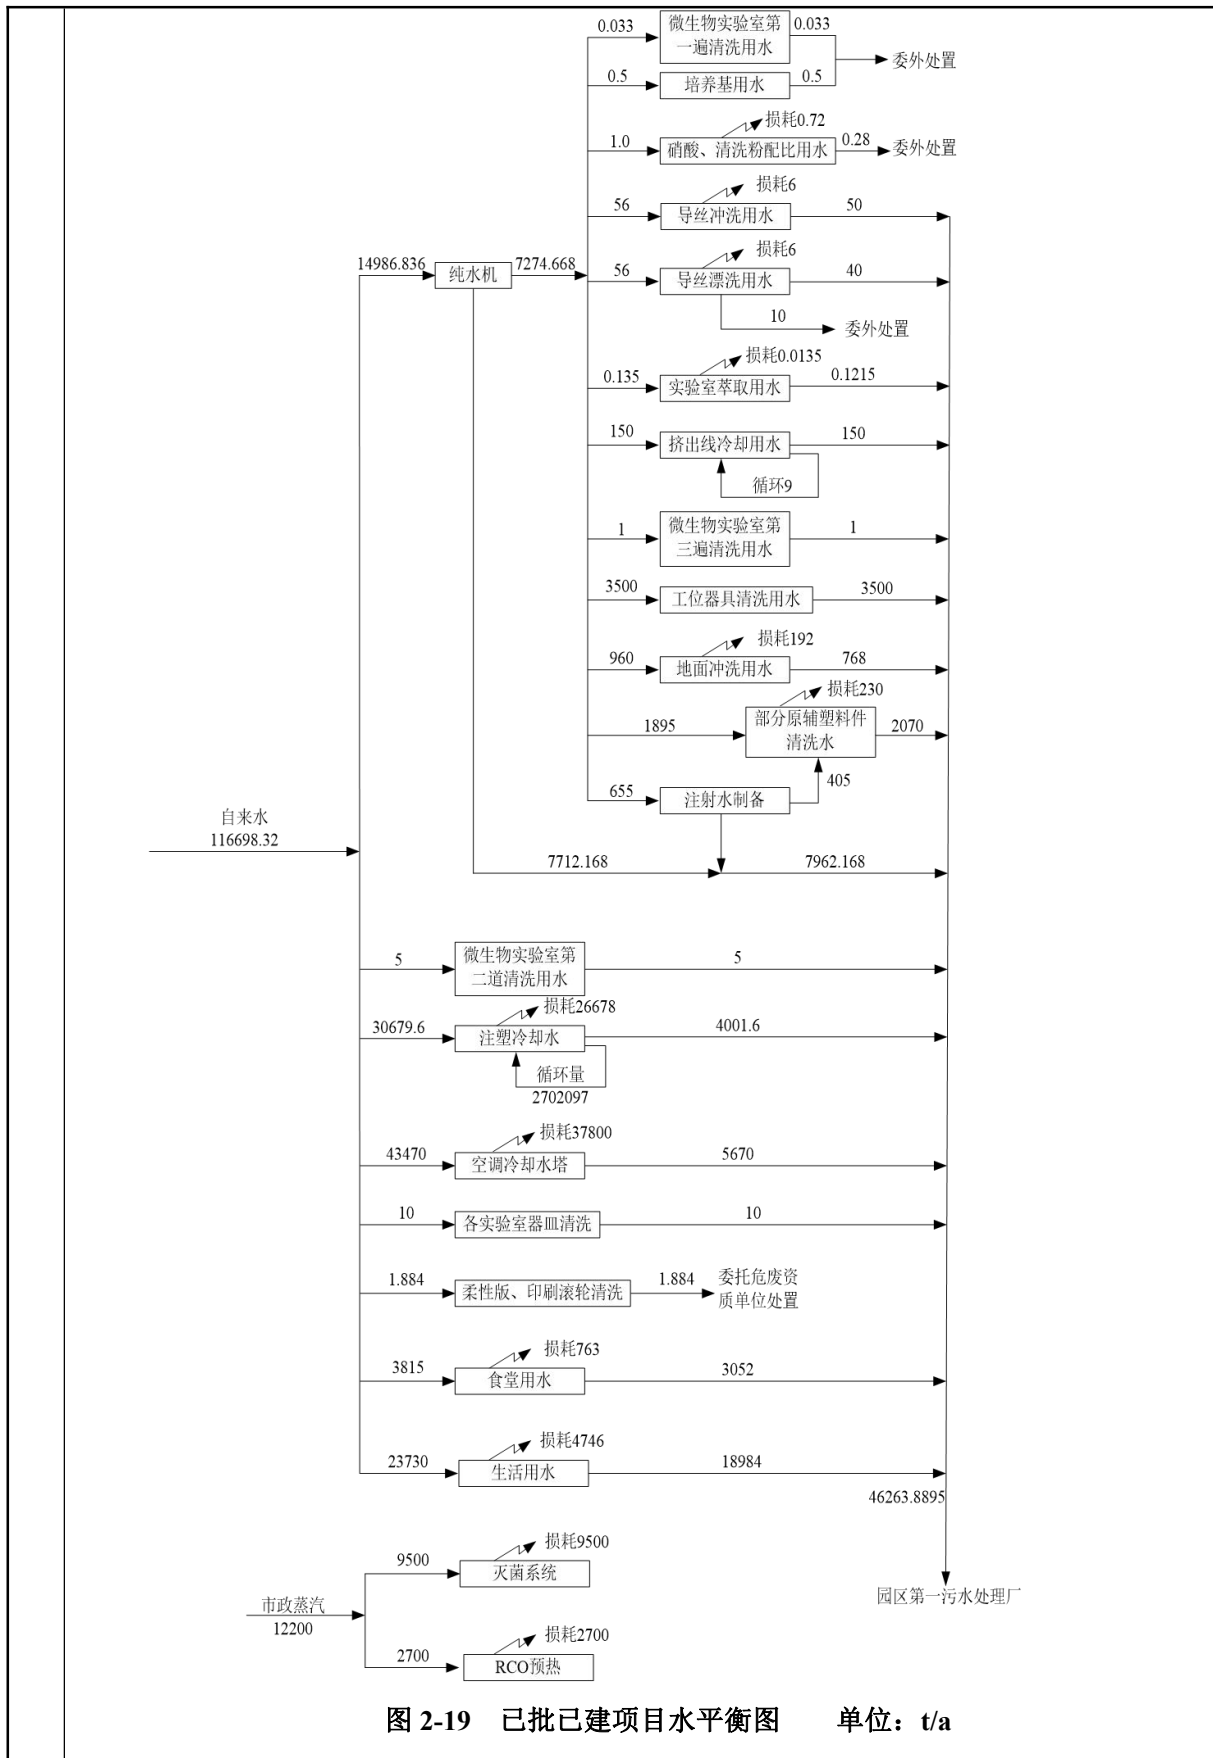 0.033
微生物实验室第
一遍清洗用水
0.033
0.5
培养基用水
0.5
委外处置
损耗0.72
1.0
硝酸、清洗粉配比用水
0.28
委外处置
损耗6
56
导丝冲洗用水
50
14986.836
纯水机
7274.668
损耗6
56
导丝漂洗用水
40
10
委外处置
损耗0.0135
0.135
实验室萃取用水
0.1215
150
挤出线冷却用水
150
循环9
1
微生物实验室第
三遍清洗用水
1
3500
工位器具清洗用水
3500
损耗192
960
地面冲洗用水
768
损耗230
1895
部分原辅塑料件
清洗水
2070
405
655
注射水制备
自来水
116698.32
7712.168
7962.168
5
微生物实验室第
二道清洗用水
5
损耗26678
30679.6
注塑冷却水
4001.6
循环量
2702097
损耗37800
43470
空调冷却水塔
5670
10
各实验室器皿清洗
10
1.884
柔性版、印刷滚轮清洗
1.884
委托危废资
质单位处置
损耗763
3815
食堂用水
3052
损耗4746
23730
生活用水
18984
46263.8895
损耗9500
9500
灭菌系统
园区第一污水处理厂
市政蒸汽
12200
损耗2700
2700
RCO预热
图 2-19 已批已建项目水平衡图 单位：t/a